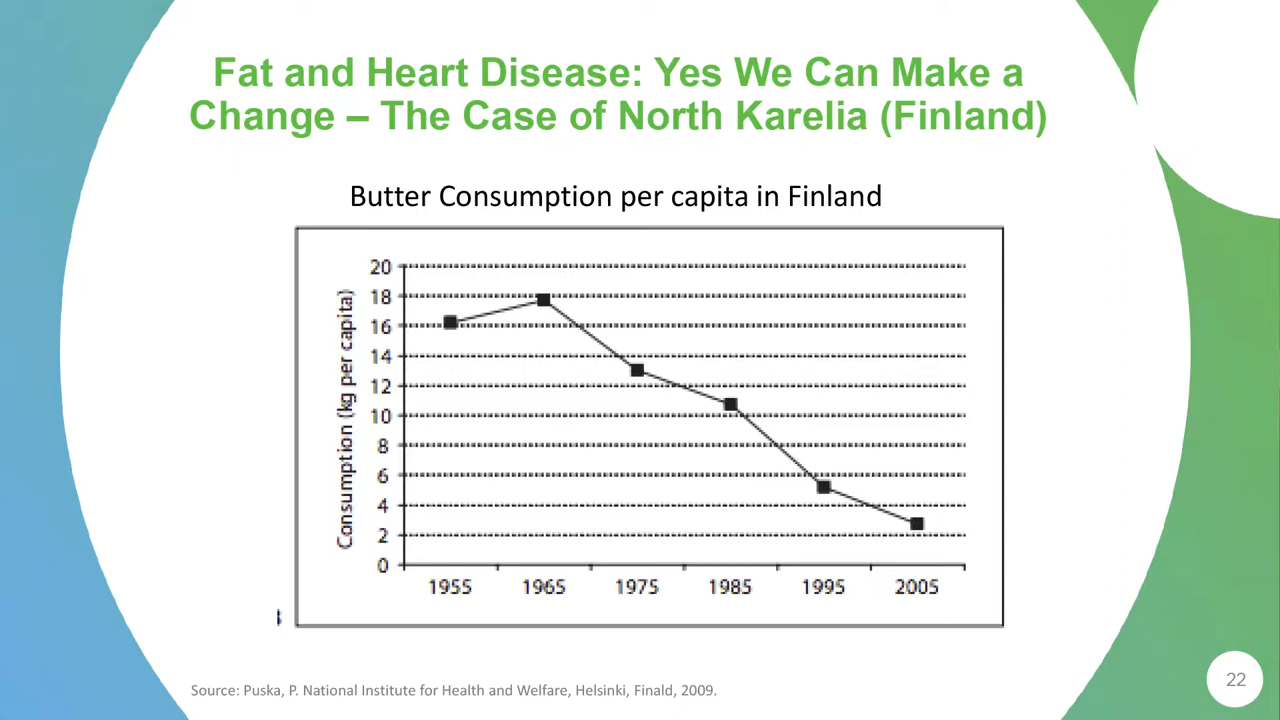 Fat and Heart Disease: Yes We Can Make a
Change – The Case of North Karelia (Finland)
Butter Consumption per capita in Finland
Consumption (kg per capita)
20
18
16
14
12
10
8
6
4
2
0
1955 1965 1975 1985 1995 2005
Source: Puska, P. National Institute for Health and Welfare, Helsinki, Finald, 2009.
22